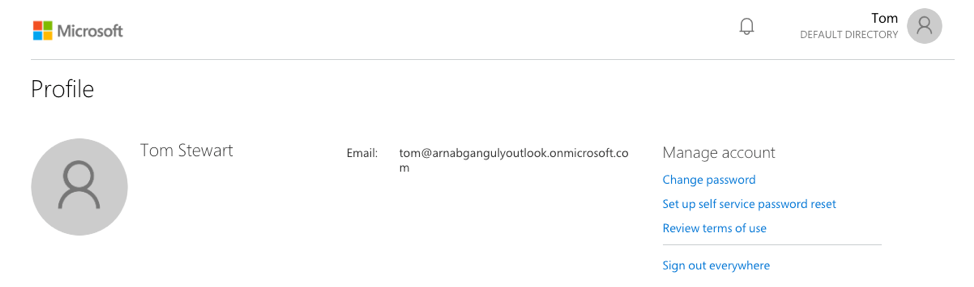 Microsoft
Tom
DEFAULT DIRECTORY
Profile
Tom Stewart
Email: tom@arnabgangulyoutlook.onmicrosoft.co
m
Manage account
Change password
Set up self service password reset
Review terms of use
Sign out everywhere